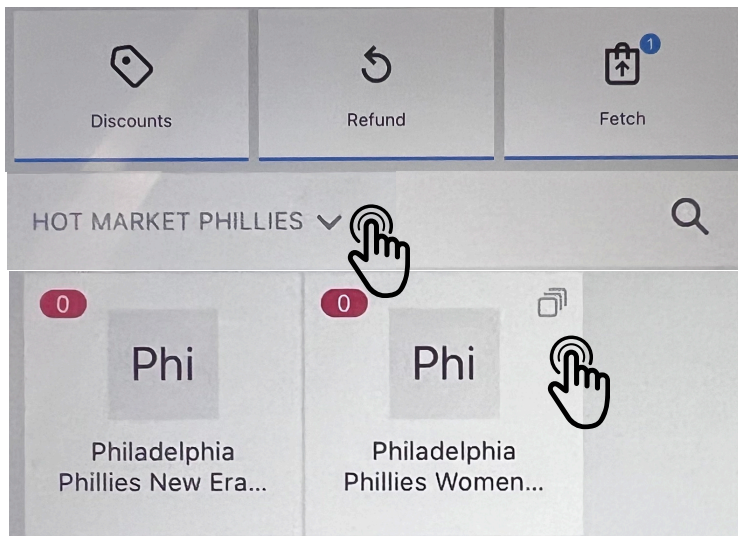 1
Discounts
Refund
Fetch
HOT MARKET PHILLIES
0
0
Phi
Phi
Philadelphia
Phillies New Era...
Philadelphia
Phillies Women...